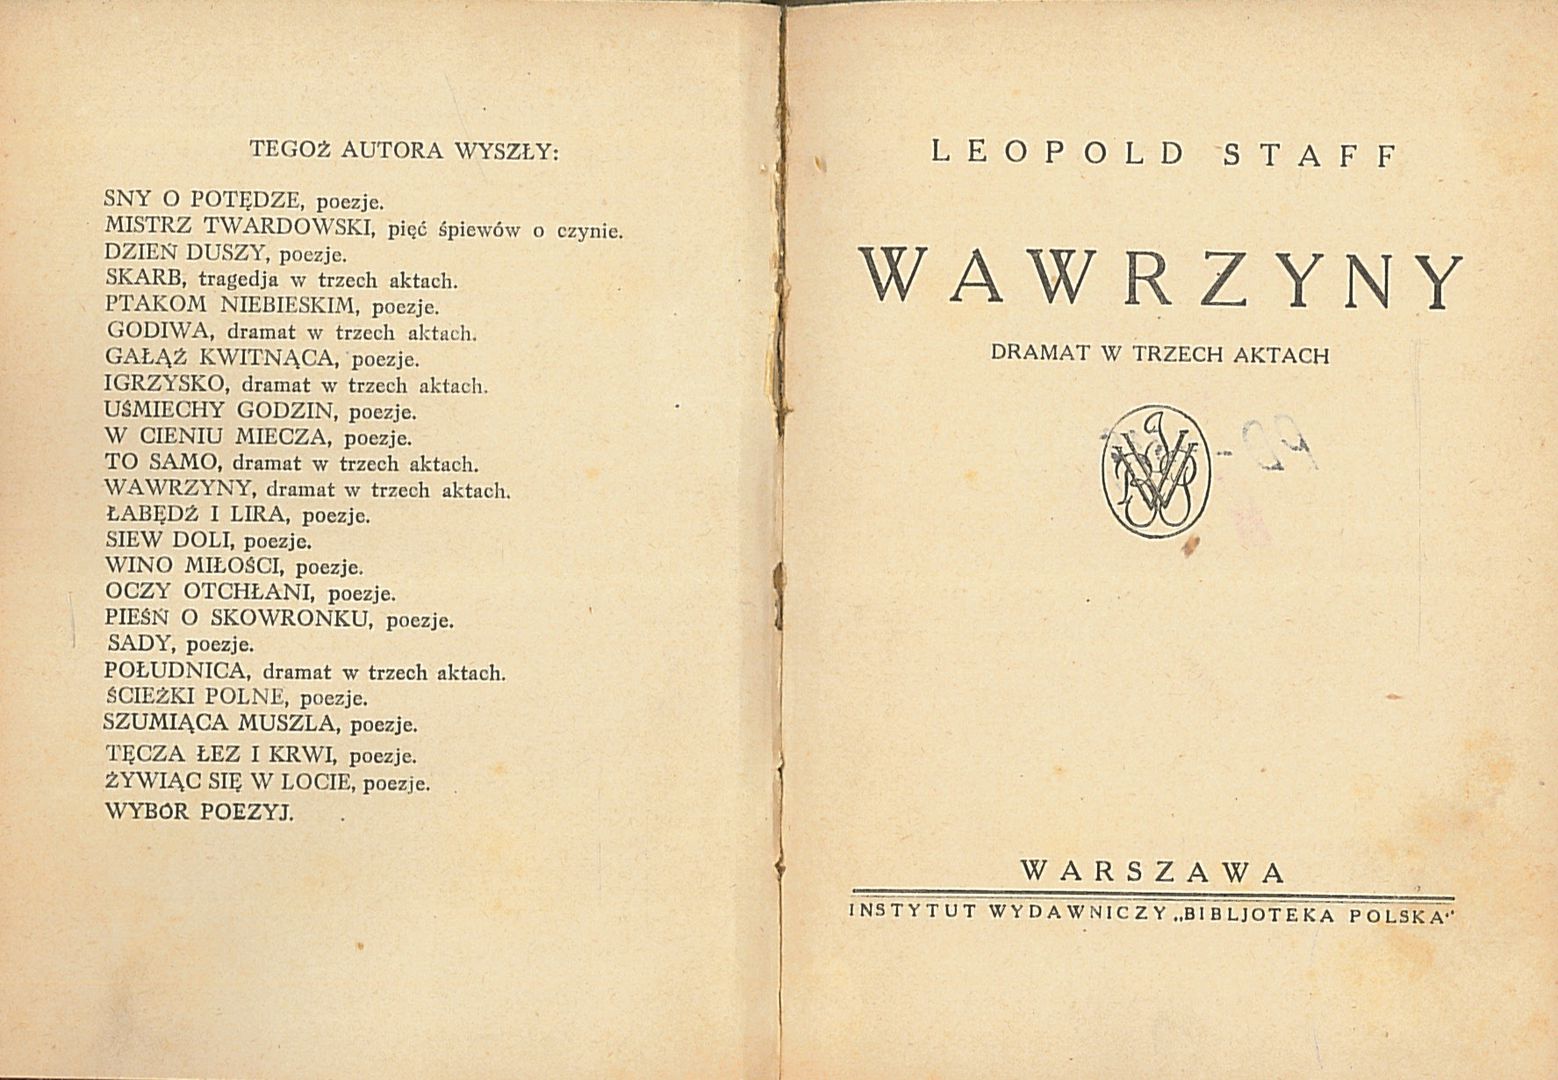 TEGOŻ AUTORA WYSZŁY:
SNY O POTĘDZE, poezje.
MISTRZ TWARDOWSKI, pięć śpiewów o czynie.
DZIEŃ DUSZY, poezje.
SKARB, tragedja w trzech aktach.
PTAKOM NIEBIESKIM, poezje.
GODIWA, dramat w trzech aktach.
GAŁĄŹ KWITNĄCA, poezje.
IGRZYSKO, dramat w trzech aktach.
UŚMIECHY GODZIN, poezje.
W CIENIU MIECZA, poezje.
TO SAMO, dramat w trzech aktach.
WAWRZYNY, dramat w trzech aktach.
ŁABĘDŹ I LIRA, poezje.
SIEW DOLI, poezje.
WINO MIŁOŚCI, poezje.
OCZY OTCHŁANI, poezje.
PIEŚŃ O SKOWRONKU, poezje.
SADY, poezje.
POŁUDNICA, dramat w trzech aktach.
ŚCIEŻKI POLNE, poezje.
SZUMIĄCA MUSZLA, poezje.
TĘCZA ŁEZ I KRWI, poezje.
ŻYWIĄC SIĘ W LOCIE, poezje.
WYBÓR POEZYJ.
LEOPOLD STAFF
WAWRZYNY
DRAMAT W TRZECH AKTACH
WARSZAWA
INSTYTUT WYDAWNICZY „BIBLJOTEKA POLSKA“